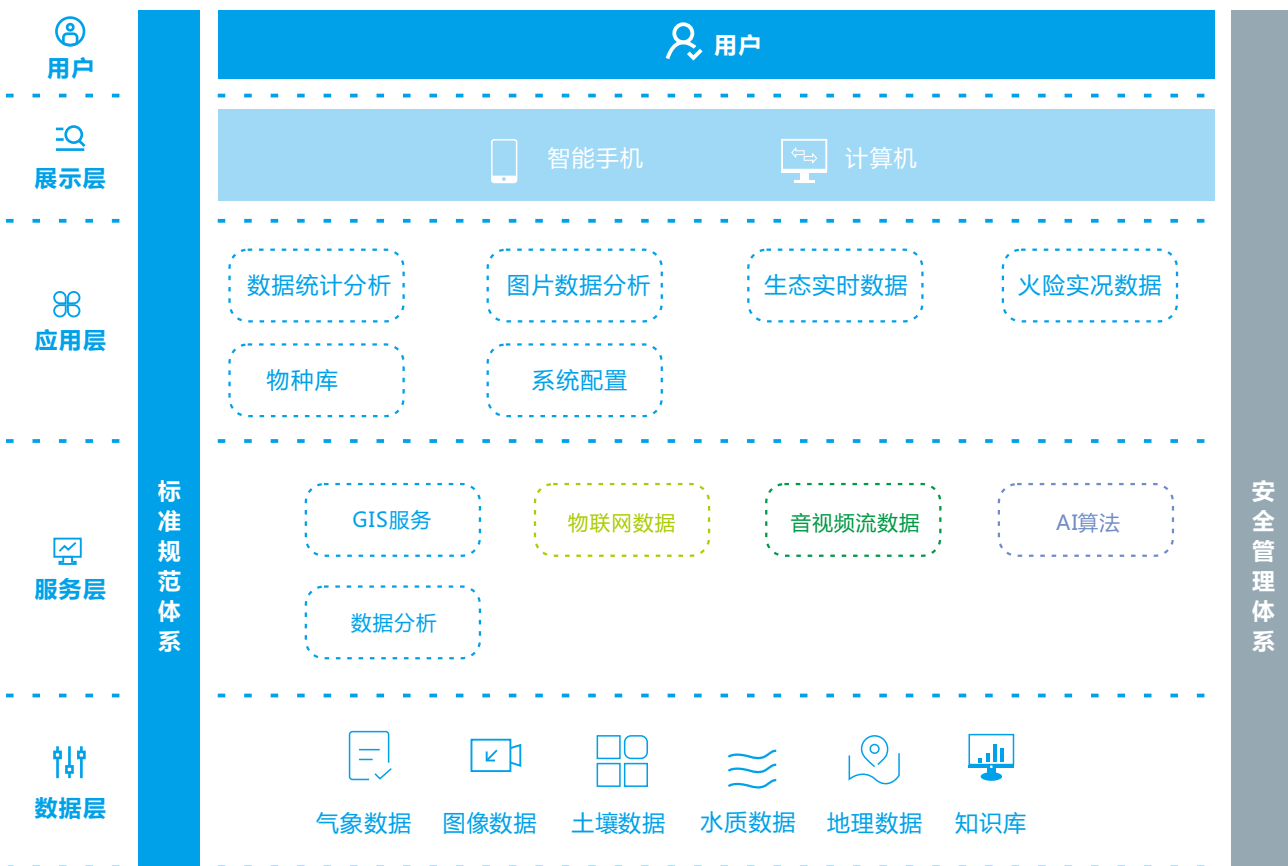 用户
用户
展示层
智能手机
计算机
应用层
数据统计分析
图片数据分析
生态实时数据
火险实况数据
物种库
系统配置
标准规范体系
服务层
GIS服务
物联网数据
音视频流数据
AI算法
数据分析
安全管理体系
数据层
气象数据
图像数据
土壤数据
水质数据
地理数据
知识库